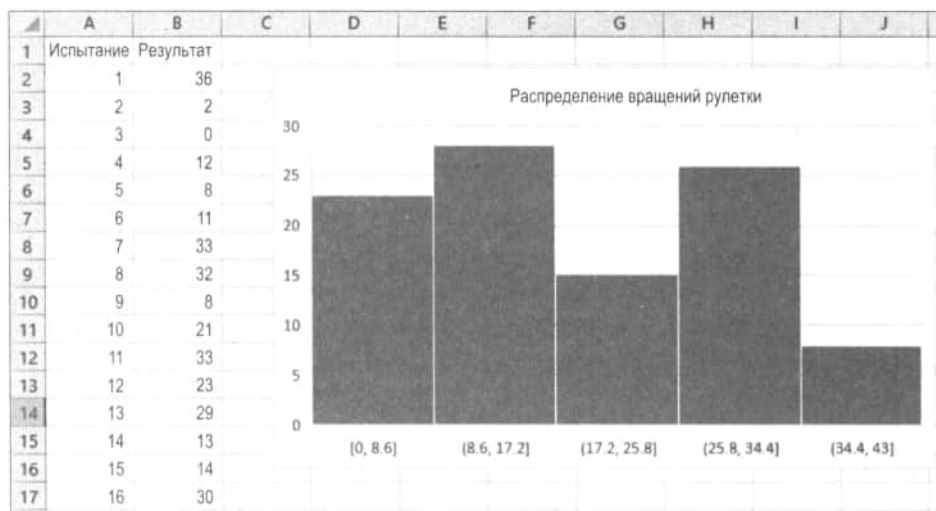 A B C D E F G H I J
1 Испытание Результат
2 1 36
3 2 2
4 3 0
5 4 12
6 5 8
7 6 11
8 7 33
9 8 32
10 9 8
11 10 21
12 11 33
13 12 23
14 13 29
15 14 13
16 15 14
17 16 30
Распределение вращений рулетки
30
25
20
15
10
5
0
[0, 8.6] (8.6, 17.2] (17.2, 25.8] (25.8, 34.4] (34.4, 43]